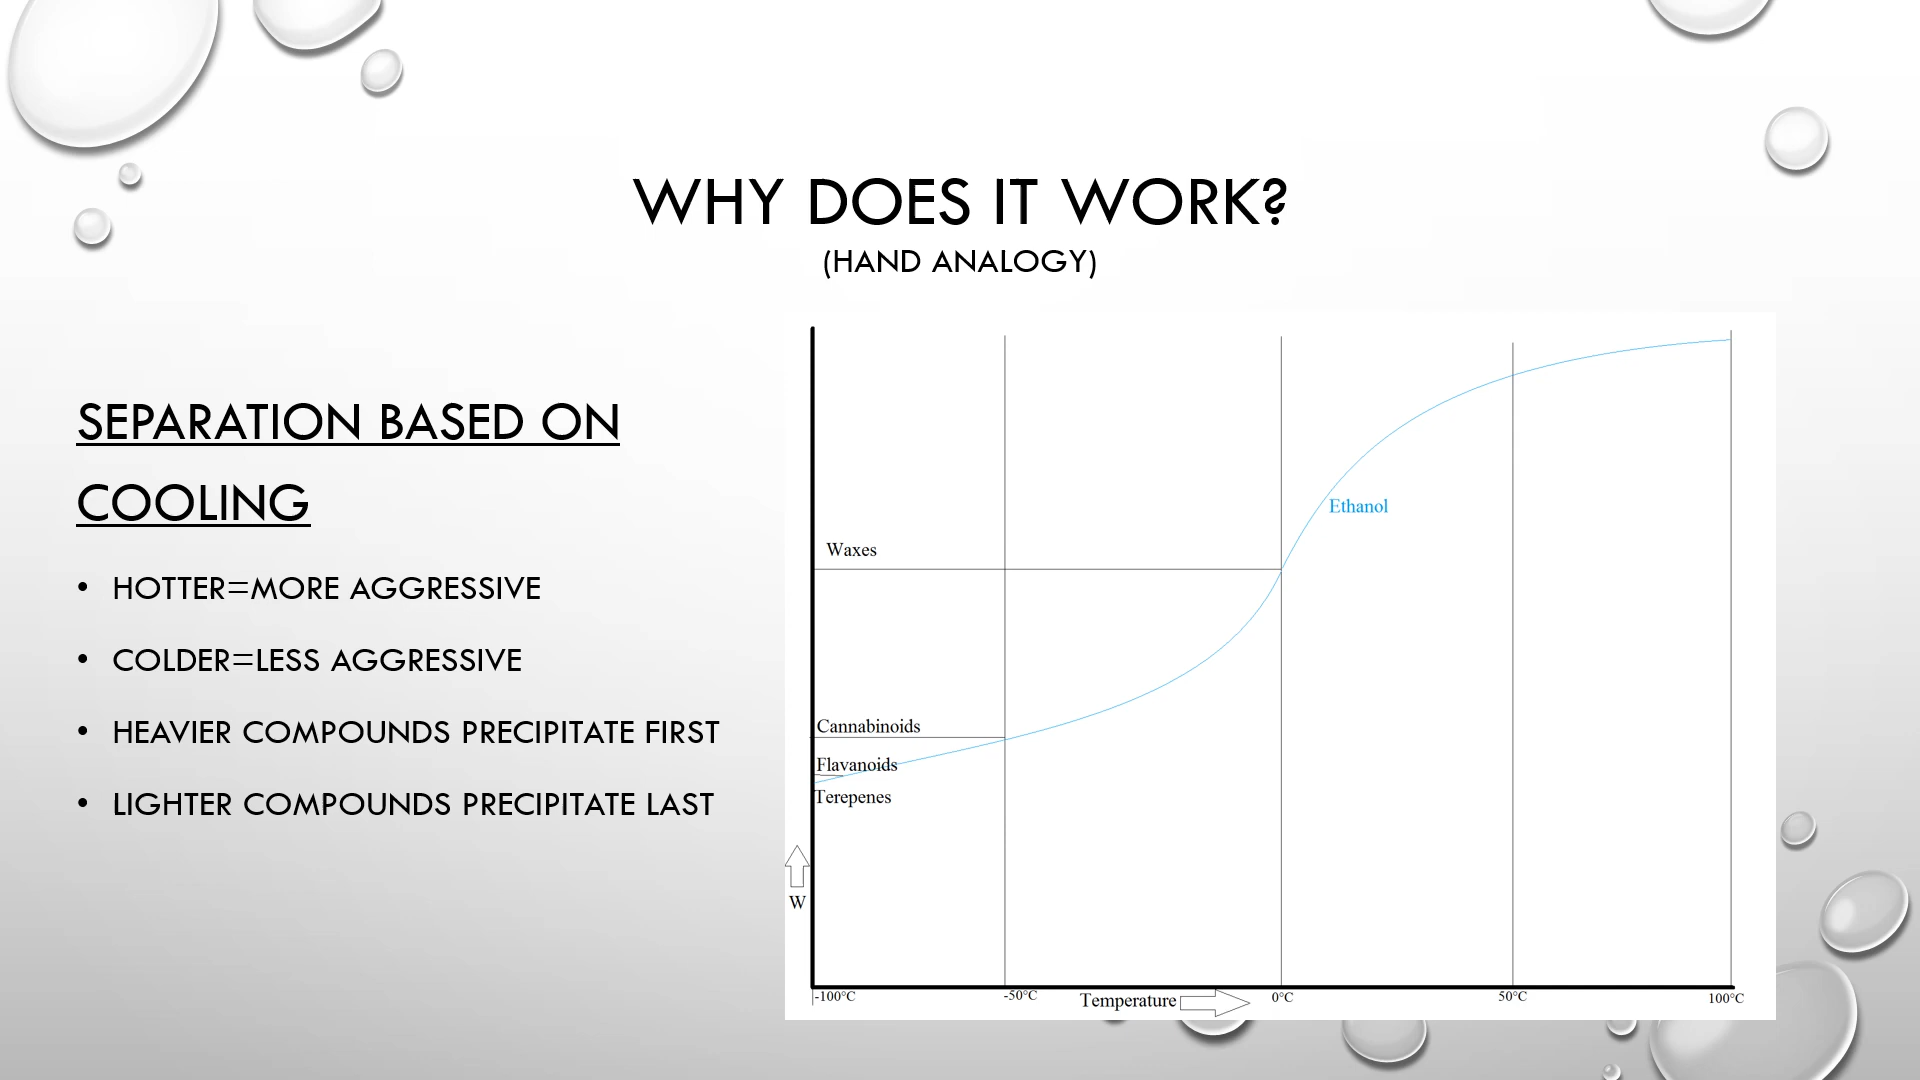 WHY DOES IT WORK?
(HAND ANALOGY)
SEPARATION BASED ON
COOLING
• HOTTER=MORE AGGRESSIVE
• COLDER=LESS AGGRESSIVE
• HEAVIER COMPOUNDS PRECIPITATE FIRST
• LIGHTER COMPOUNDS PRECIPITATE LAST
Ethanol
Waxes
Cannabinoids
Flavanoids
Terepenes
W
-100°C
-50°C
Temperature
0°C
50°C
100°C